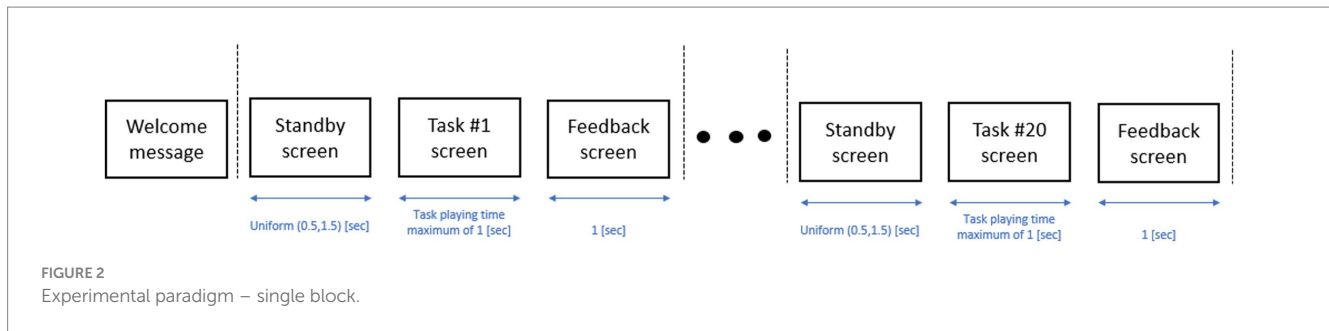 Welcome
message
Standby
screen
Task #1
screen
Feedback
screen
Standby
screen
Task #20
screen
Feedback
screen
Uniform (0.5,1.5) [sec]
Task playing time
maximum of 1 [sec]
1 [sec]
Uniform (0.5,1.5) [sec]
Task playing time
maximum of 1 [sec]
1 [sec]
FIGURE 2
Experimental paradigm – single block.